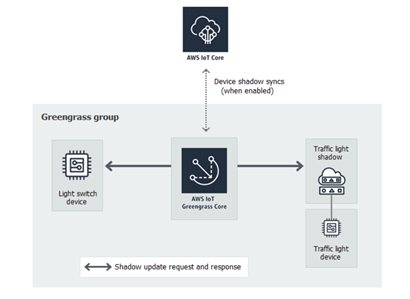 AWS IoT Core
Device shadow syncs
(when enabled)
Greengrass group
Light switch
device
AWS IoT
Greengrass Core
Traffic light
shadow
Traffic light
device
Shadow update request and response